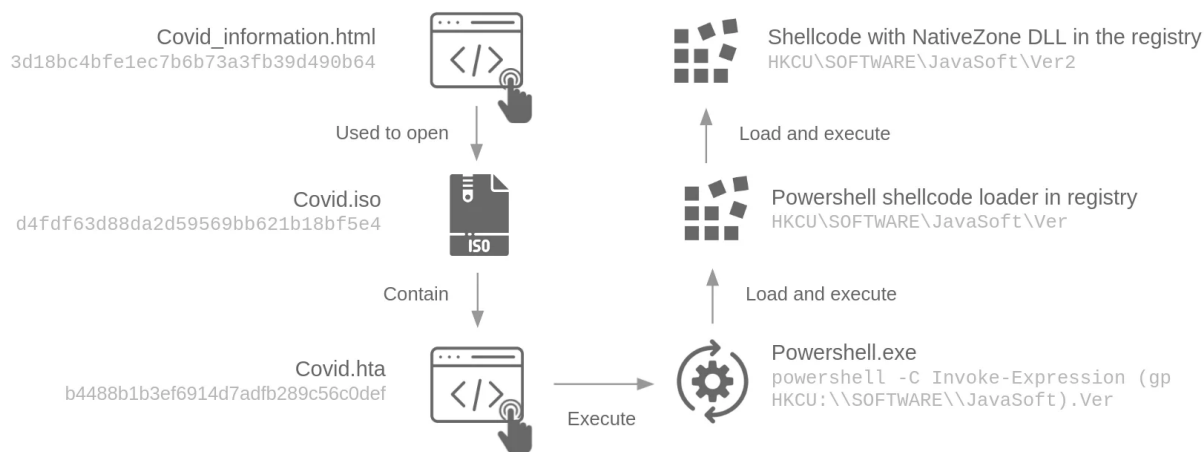 Covid_information.html
3d18bc4bfe1ec7b6b73a3fb39d490b64
Used to open
Covid.iso
d4fdf63d88da2d59569bb621b18bf5e4
ISO
Contain
Covid.hta
b4488b1b3ef6914d7adfb289c56c0def
Execute
Powershell.exe
powershell -C Invoke-Expression (gp
HKCU:\\SOFTWARE\\JavaSoft).Ver
Load and execute
Powershell shellcode loader in registry
HKCU\SOFTWARE\JavaSoft\Ver
Load and execute
Shellcode with NativeZone DLL in the registry
HKCU\SOFTWARE\JavaSoft\Ver2